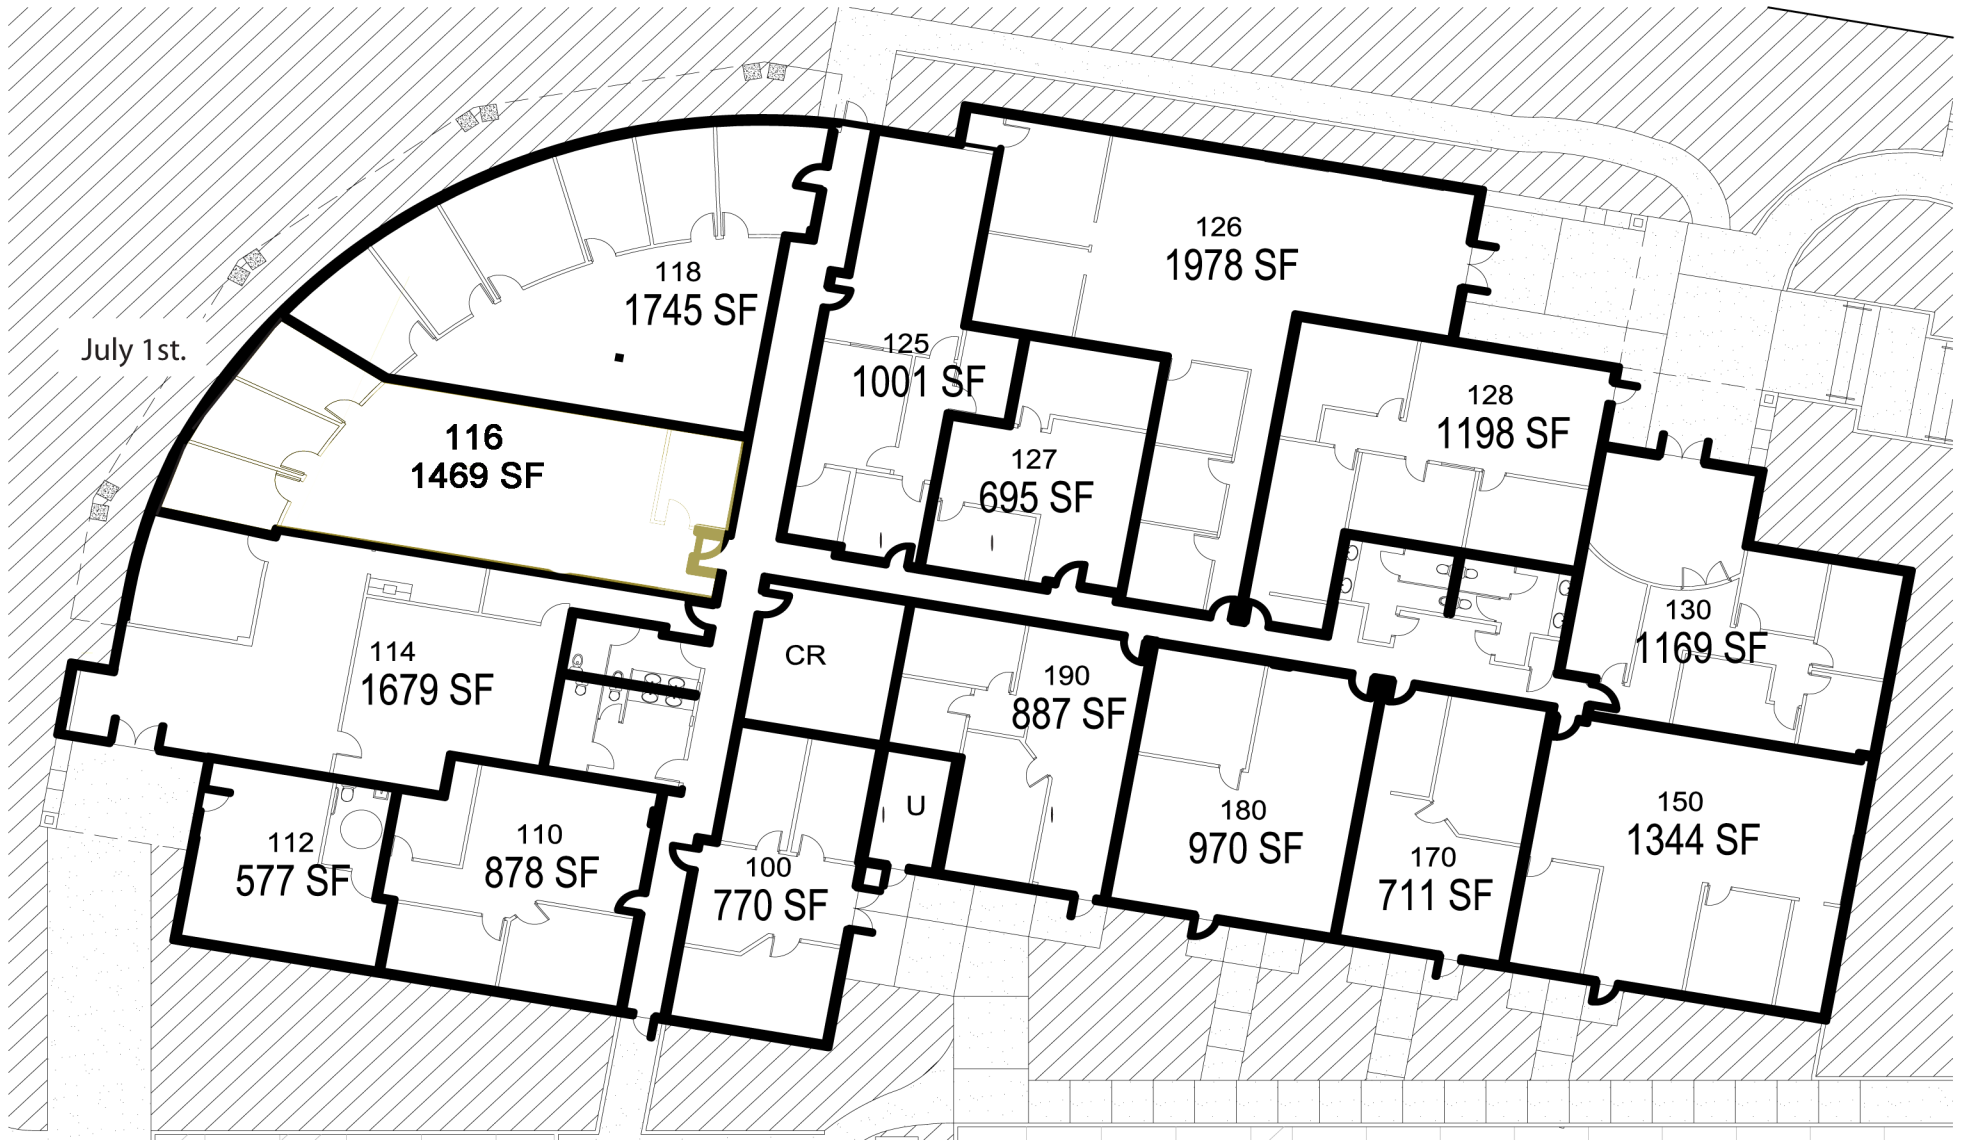 126
1978 SF
118
1745 SF
July 1st.
125
1001 SF
128
1198 SF
116
1469 SF
127
695 SF
130
1169 SF
114
1679 SF
CR
190
887 SF
U
180
970 SF
150
1344 SF
112
577 SF
110
878 SF
100
770 SF
170
711 SF